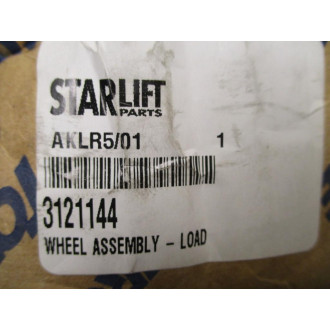 STARLIFT
PARTS
AKLR5/01 1
3121144
WHEEL ASSEMBLY - LOAD